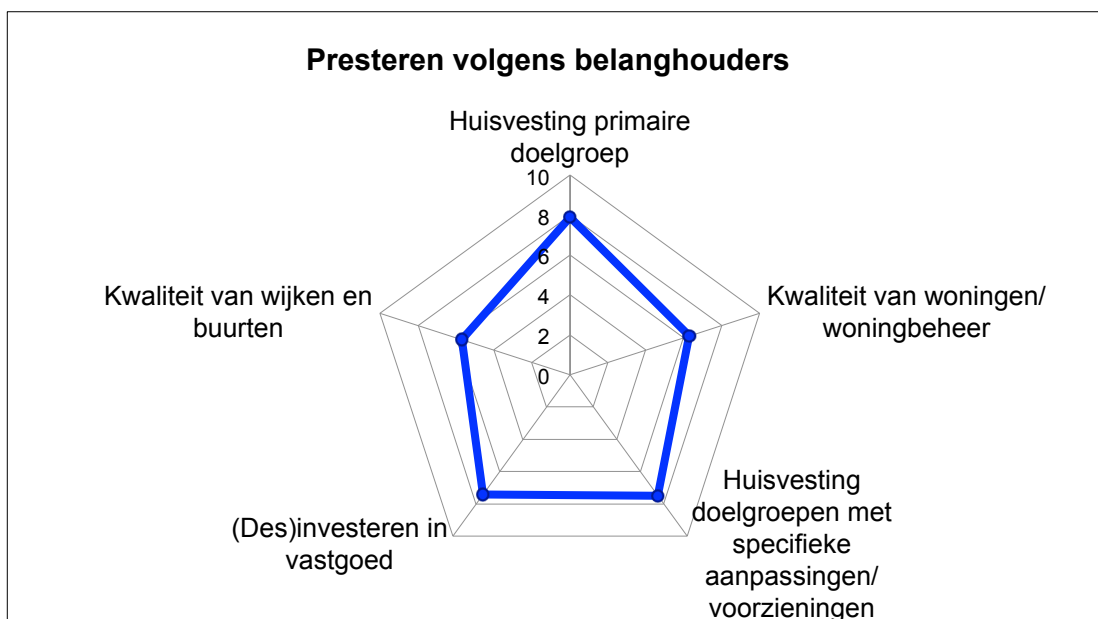 Presteren volgens belanghouders
Huisvesting primaire
doelgroep
10
8
6
4
2
0
Kwaliteit van woningen/
woningbeheer
Huisvesting
doelgroepen met
specifieke
aanpassingen/
voorzieningen
(Des)investeren in
vastgoed
Kwaliteit van wijken en
buurten